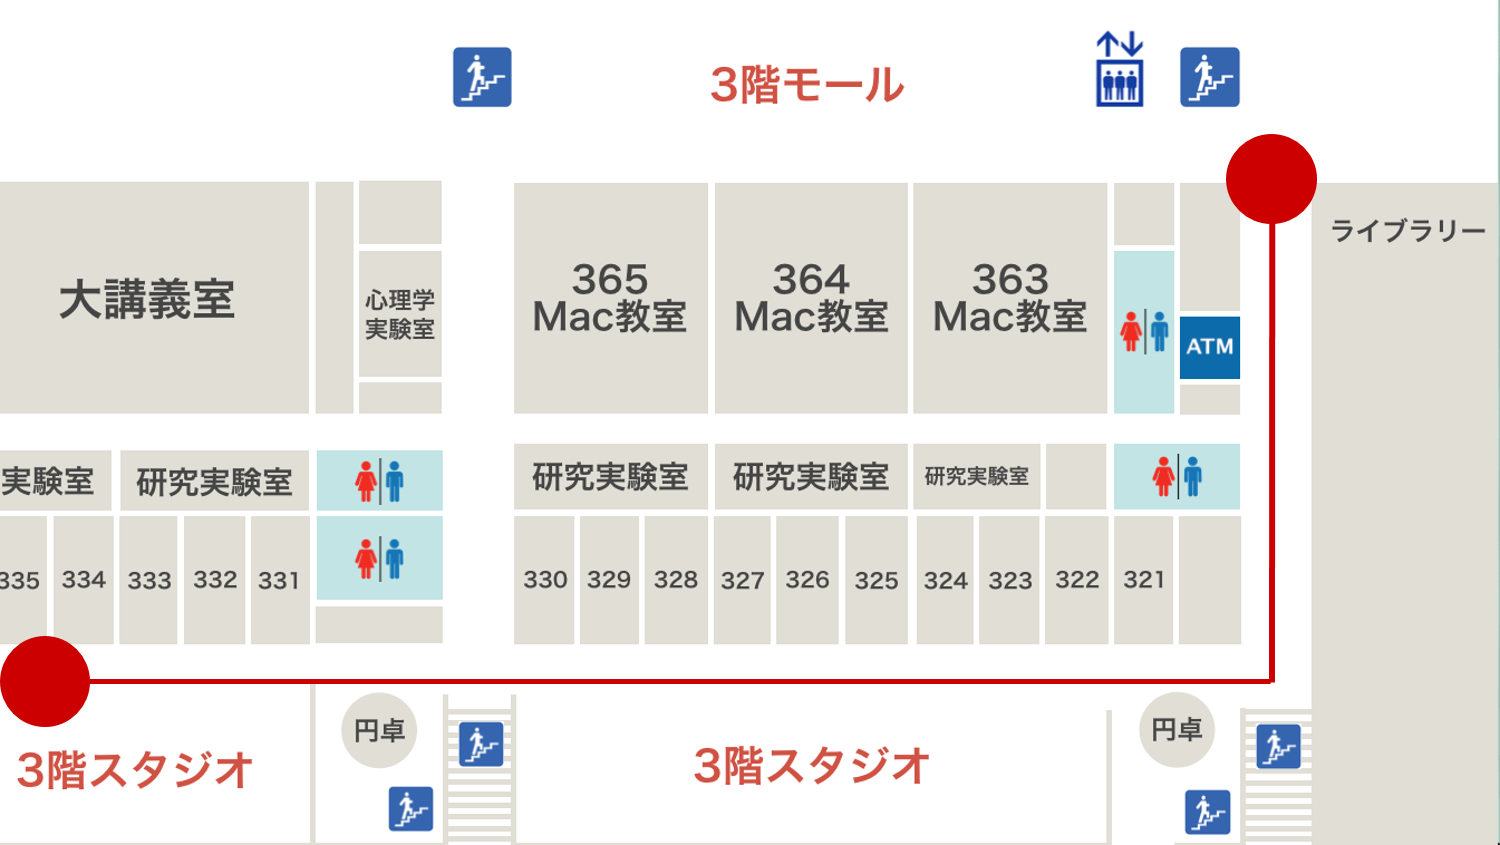 3階モール
ライブラリー
大講義室
心理学
実験室
365
Mac教室
364
Mac教室
363
Mac教室
ATM
実験室
研究実験室
研究実験室
研究実験室
研究実験室
335
334
333
332
331
330
329
328
327
326
325
324
323
322
321
円卓
円卓
3階スタジオ
3階スタジオ